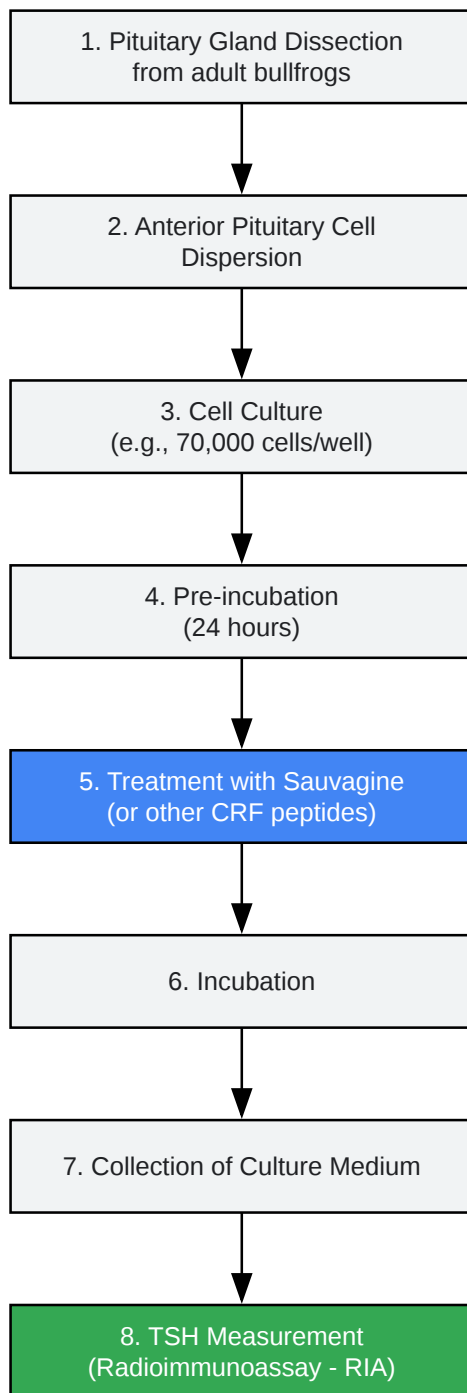 1. Pituitary Gland Dissection
from adult bullfrogs
2. Anterior Pituitary Cell
Dispersion
3. Cell Culture
(e.g., 70,000 cells/well)
4. Pre-incubation
(24 hours)
5. Treatment with Sauvagine
(or other CRF peptides)
6. Incubation
7. Collection of Culture Medium
8. TSH Measurement
(Radioimmunoassay - RIA)